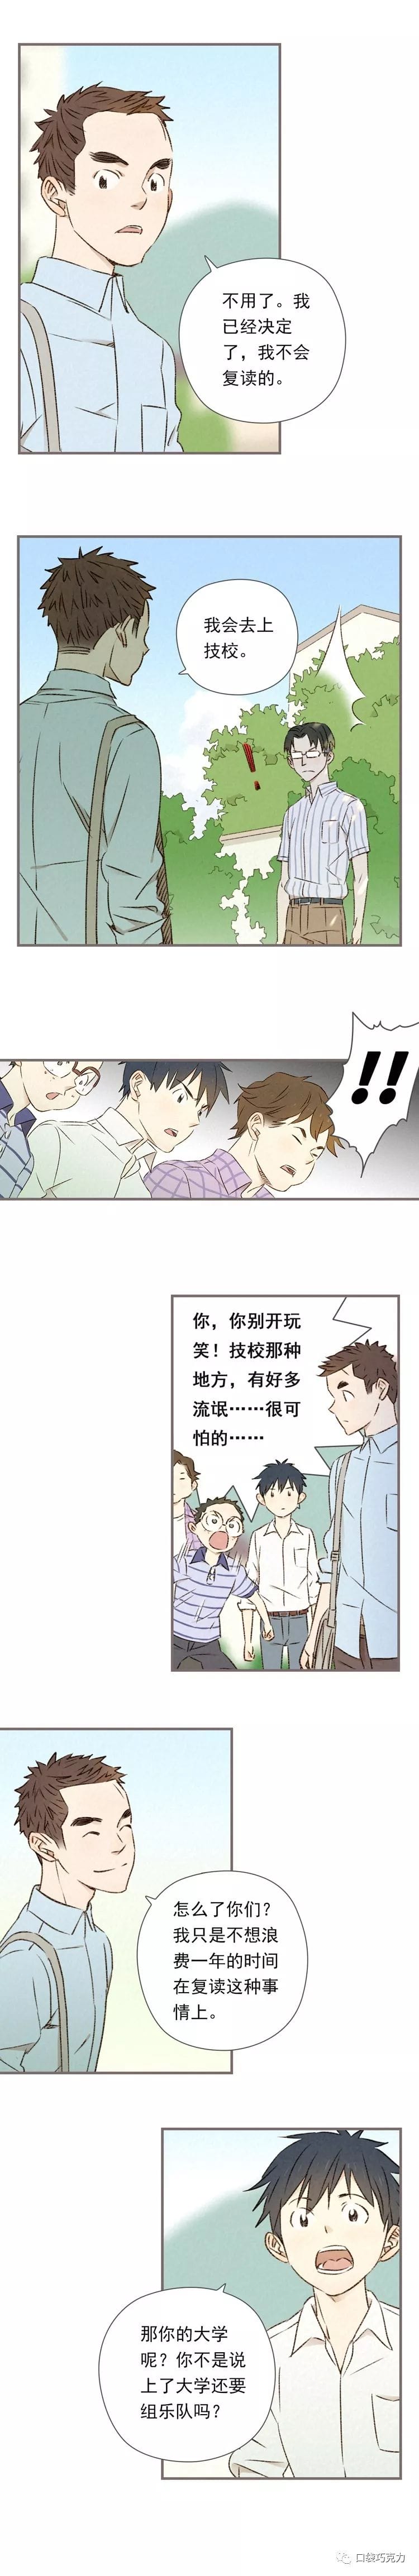 不用了。我
已经决定
了，我不会
复读的。
我会去上
技校。
!
!!
你，你别开玩
笑！技校那种
地方，有好多
流氓……很可
怕的……
怎么了你们？
我只是不想浪
费一年的时间
在复读这种事
情上。
那你的大学
呢？你不是说
上了大学还要
组乐队吗？
口袋巧克力